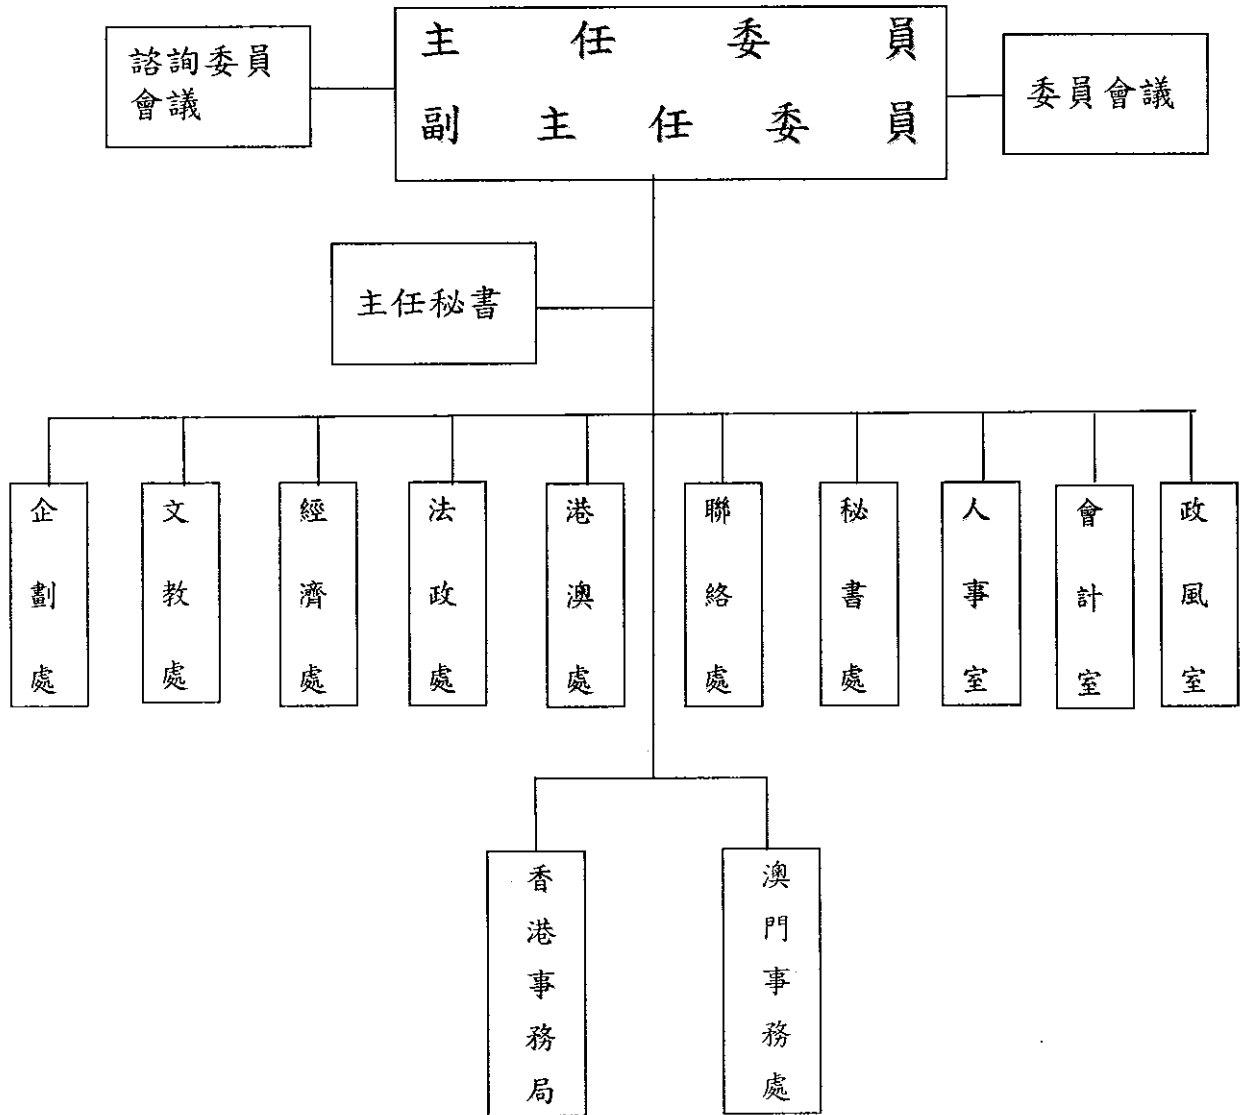 主任委員
副主任委員
諮詢委員
會議
委員會議
主任秘書
企劃處
文教處
經濟處
法政處
港澳處
聯絡處
秘書處
人事室
會計室
政風室
香港事務局
澳門事務處